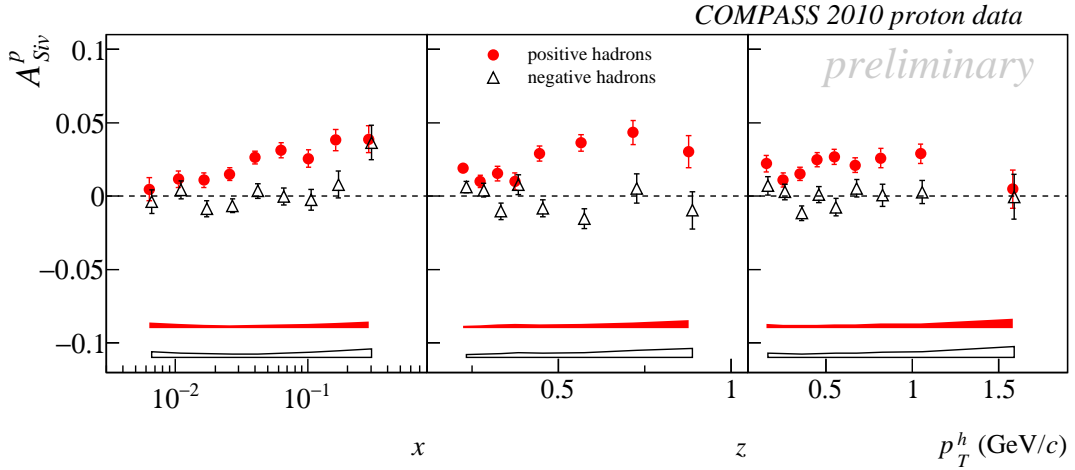 COMPASS 2010 proton data
A^p_Siv
0.1
0.05
0
−0.05
−0.1
positive hadrons
negative hadrons
preliminary
10^−2
10^−1
0.5
1
0.5
1
1.5
x
z
p_T^h (GeV/c)